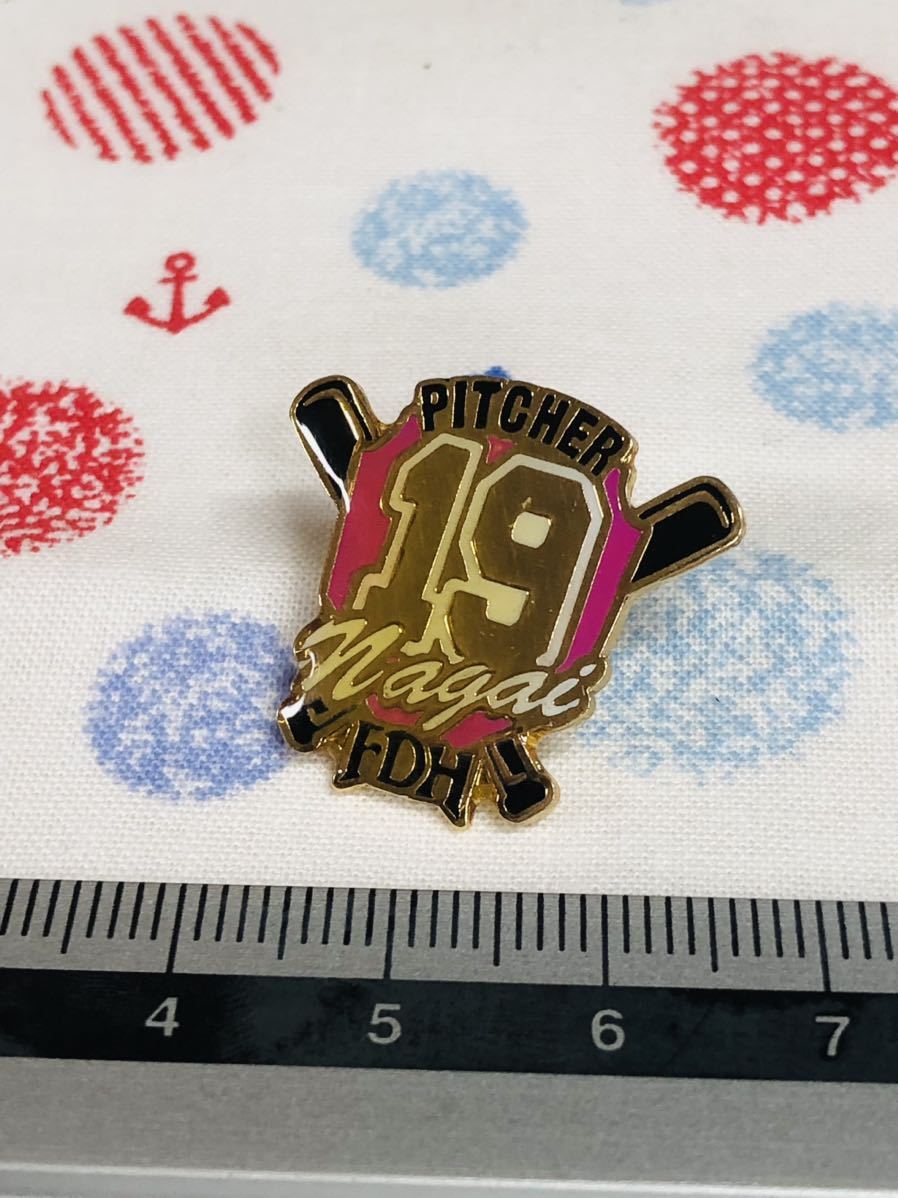 PITCHER
19
Nagai
FDH
4 5 6 7